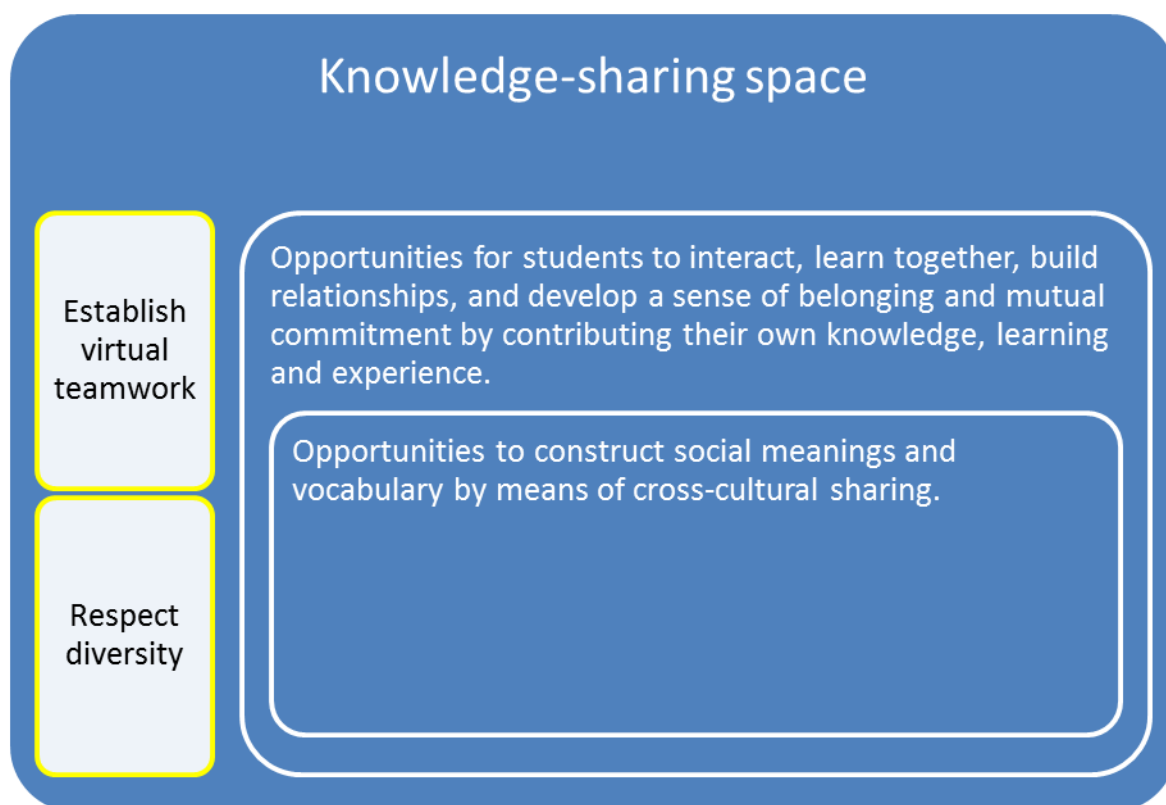 Knowledge-sharing space
Establish
virtual
teamwork
Opportunities for students to interact, learn together, build
relationships, and develop a sense of belonging and mutual
commitment by contributing their own knowledge, learning
and experience.
Respect
diversity
Opportunities to construct social meanings and
vocabulary by means of cross-cultural sharing.